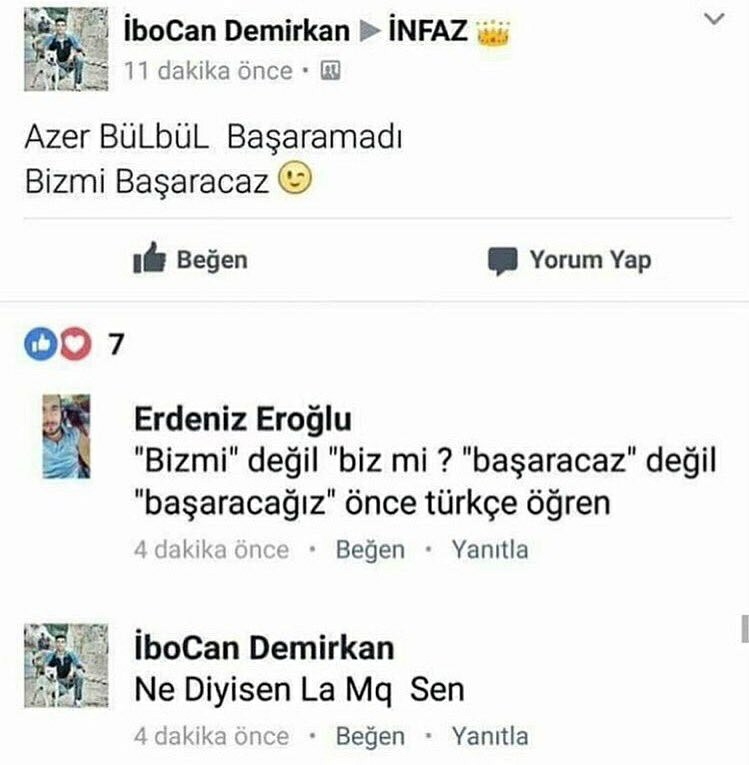 İboCan Demirkan ▶ İNFAZ 👑
11 dakika önce ·
Azer BüLbüL Başaramadı
Bizmi Başaracaz 😉
Beğen
Yorum Yap
7
Erdeniz Eroğlu
"Bizmi" değil "biz mi ? "başaracaz" değil
"başaracağız" önce türkçe öğren
4 dakika önce · Beğen · Yanıtla
İboCan Demirkan
Ne Diyisen La Mq Sen
4 dakika önce · Beğen · Yanıtla